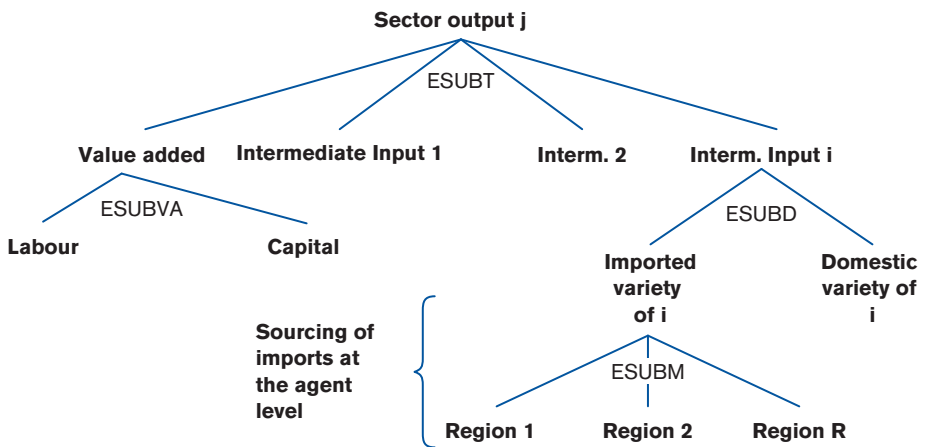 Sector output j
ESUBT
Value added
Intermediate Input 1
Interm. 2
Interm. Input i
ESUBVA
ESUBD
Labour
Capital
Imported
variety
of i
Domestic
variety of
i
Sourcing of
imports at
the agent
level
ESUBM
Region 1
Region 2
Region R